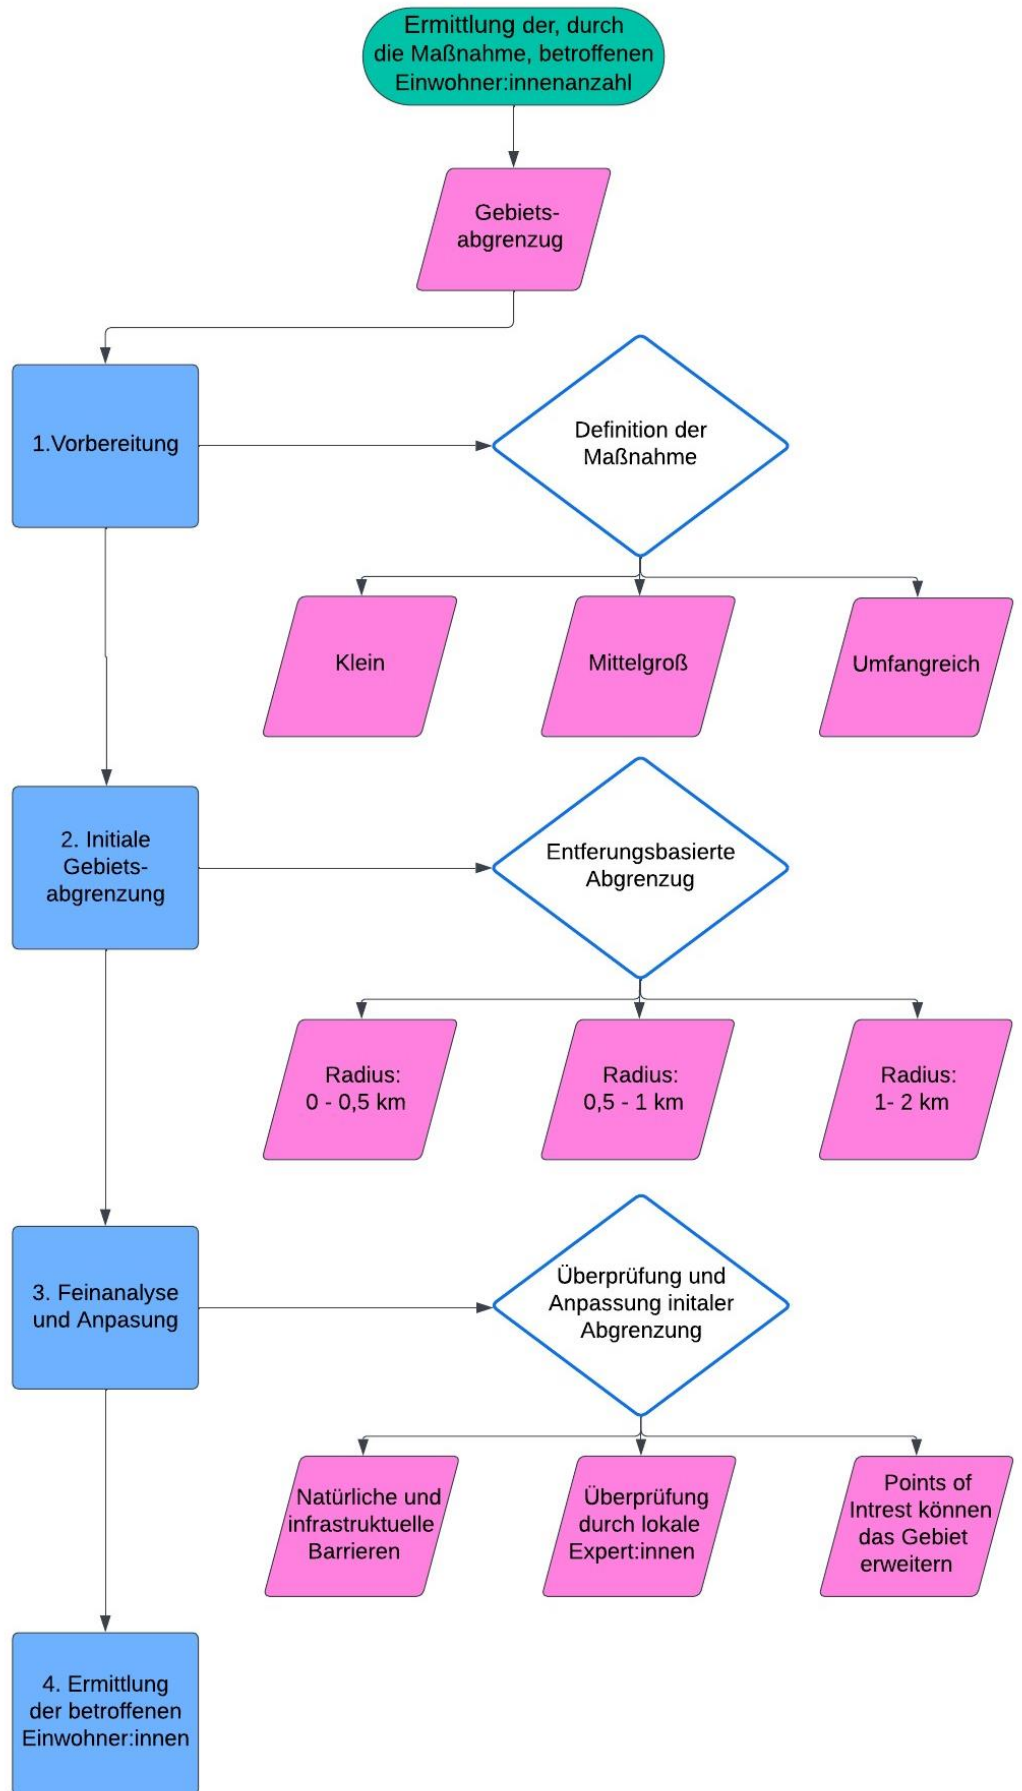 Ermittlung der, durch
die Maßnahme, betroffenen
Einwohner:innenanzahl
Gebiets-
abgrenzug
1.Vorbereitung
Definition der
Maßnahme
Klein
Mittelgroß
Umfangreich
2. Initiale
Gebiets-
abgrenzung
Entferungsbasierte
Abgrenzug
Radius:
0 - 0,5 km
Radius:
0,5 - 1 km
Radius:
1- 2 km
3. Feinanalyse
und Anpasung
Überprüfung und
Anpassung initaler
Abgrenzung
Natürliche und
infrastruktuelle
Barrieren
Überprüfung
durch lokale
Expert:innen
Points of
Intrest können
das Gebiet
erweitern
4. Ermittlung
der betroffenen
Einwohner:innen